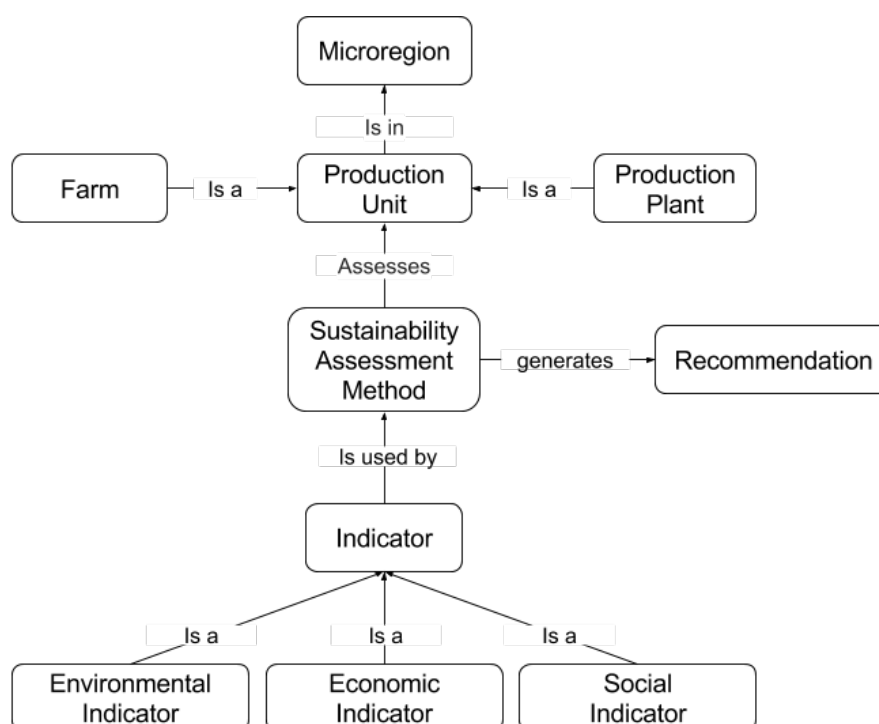 Microregion
Is in
Farm
Is a
Production
Unit
Is a
Production
Plant
Assesses
Sustainability
Assessment
Method
generates
Recommendation
Is used by
Indicator
Is a
Is a
Is a
Environmental
Indicator
Economic
Indicator
Social
Indicator